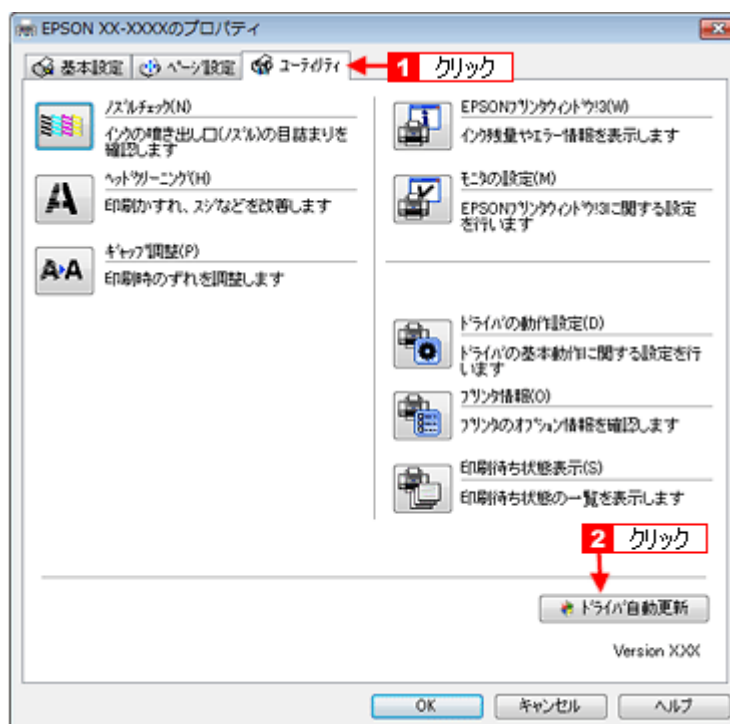 EPSON XX-XXXXのプロパティ
基本設定
ページ設定
ユーティリティ
1 クリック
ノズルチェック(N)
インクの噴き出し口(ノズル)の目詰まりを
確認します
ヘッドクリーニング(H)
印刷かすれ、スジなどを改善します
ギャップ調整(P)
印刷時のずれを調整します
EPSONプリンタウィンドウ!3(W)
インク残量やエラー情報を表示します
モニタの設定(M)
EPSONプリンタウィンドウ!3に関する設定
を行います
ドライバの動作設定(D)
ドライバの基本動作に関する設定を行
います
プリンタ情報(O)
プリンタのオプション情報を確認します
印刷待ち状態表示(S)
印刷待ち状態の一覧を表示します
2 クリック
ドライバ自動更新
Version X.XX
OK
キャンセル
ヘルプ